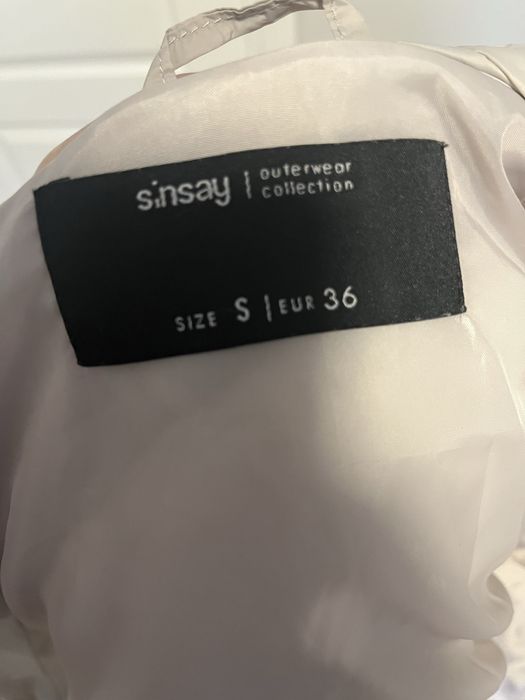 sinsay | outerwear
collection
SIZE S | EUR 36